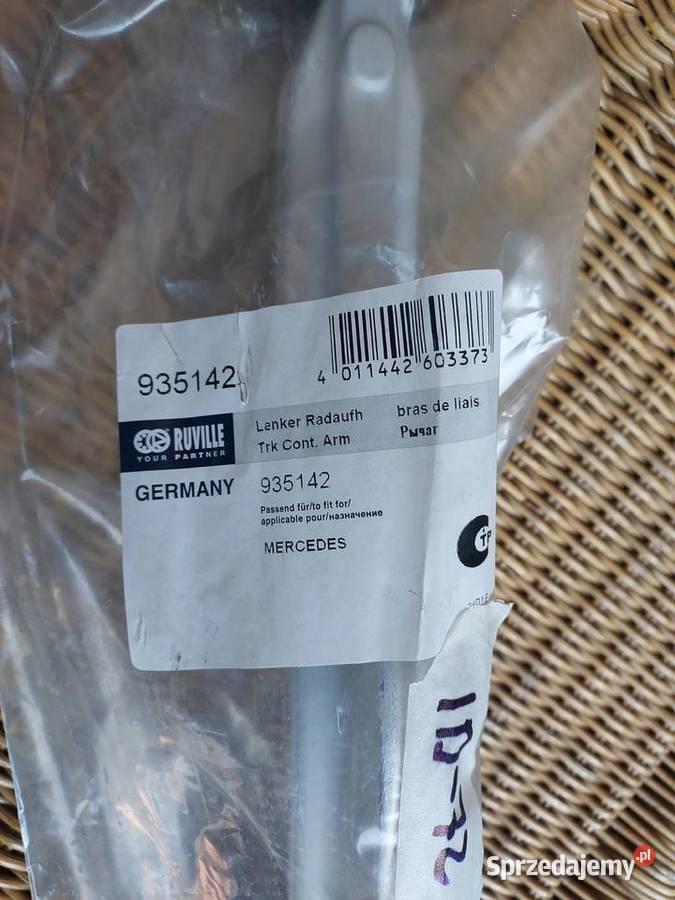 935142
4 011442 603373
RUVILLE
YOUR PARTNER
Lenker Radaufh
Trk Cont. Arm
bras de liais
Рычаг
GERMANY
935142
Passend für/to fit for/
applicable pour/назначение
MERCEDES
Sprzedajemy.pl